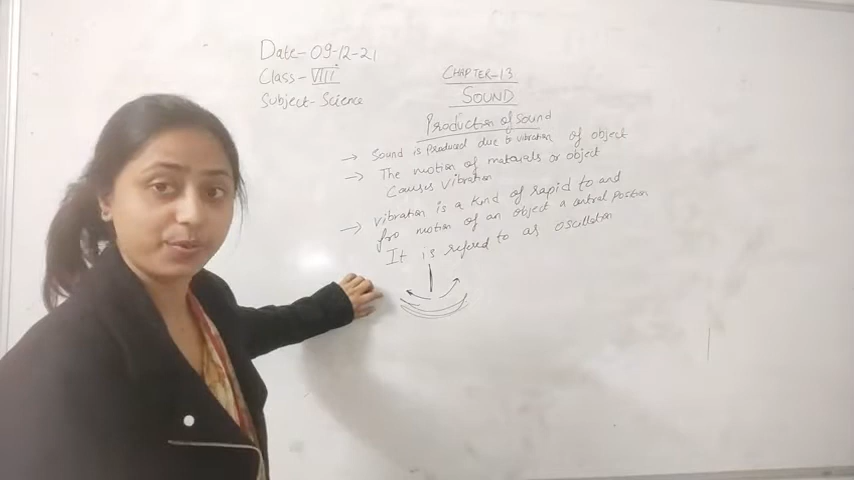 Date-09-12-21
Class-VIII
Subject-Science
CHAPTER-13
SOUND
Production of Sound
→ Sound is Produced due to vibration of object
→ The motion of materials or object
Causes Vibration
→ vibration is a kind of rapid to and
fro motion of an object a position
It is refered to as oscillation